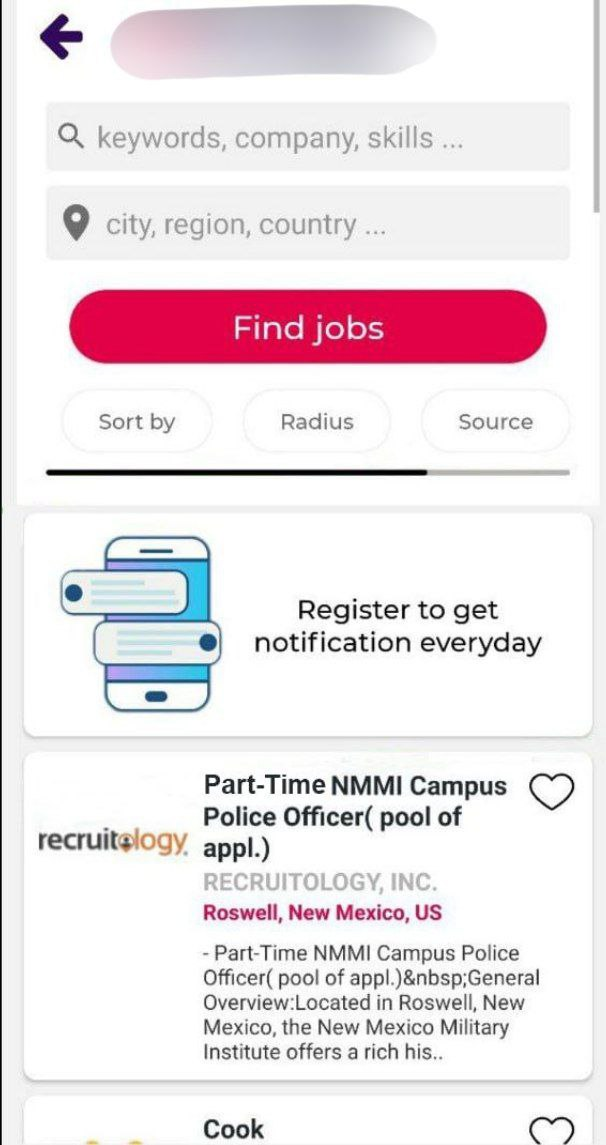 keywords, company, skills ...
city, region, country ...
Find jobs
Sort by Radius Source
Register to get
notification everyday
recruitology
Part-Time NMMI Campus
Police Officer( pool of
appl.)
RECRUITOLOGY, INC.
Roswell, New Mexico, US
- Part-Time NMMI Campus Police
Officer( pool of appl.)&nbsp;General
Overview:Located in Roswell, New
Mexico, the New Mexico Military
Institute offers a rich his..
Cook